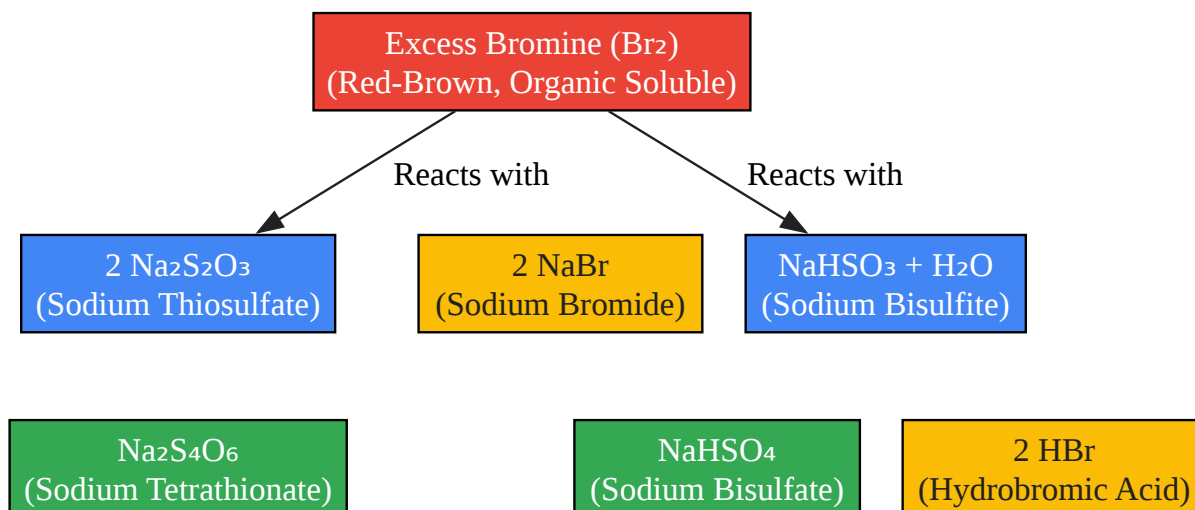 Excess Bromine (Br₂)
(Red-Brown, Organic Soluble)
Reacts with
Reacts with
2 Na₂S₂O₃
(Sodium Thiosulfate)
2 NaBr
(Sodium Bromide)
NaHSO₃ + H₂O
(Sodium Bisulfite)
Na₂S₄O₆
(Sodium Tetrathionate)
NaHSO₄
(Sodium Bisulfate)
2 HBr
(Hydrobromic Acid)